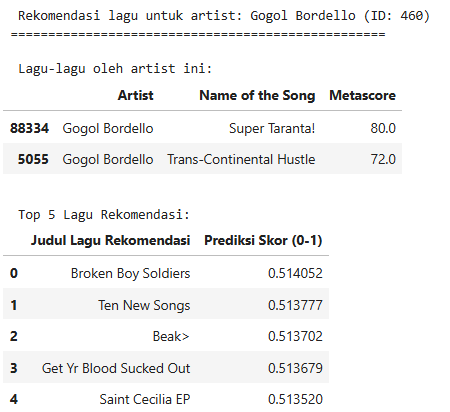 Rekomendasi lagu untuk artist: Gogol Bordello (ID: 460)
==================================================
Lagu-lagu oleh artist ini:
Artist Name of the Song Metascore
88334 Gogol Bordello Super Taranta! 80.0
5055 Gogol Bordello Trans-Continental Hustle 72.0
Top 5 Lagu Rekomendasi:
Judul Lagu Rekomendasi Prediksi Skor (0-1)
0 Broken Boy Soldiers 0.514052
1 Ten New Songs 0.513777
2 Beak> 0.513702
3 Get Yr Blood Sucked Out 0.513679
4 Saint Cecilia EP 0.513520